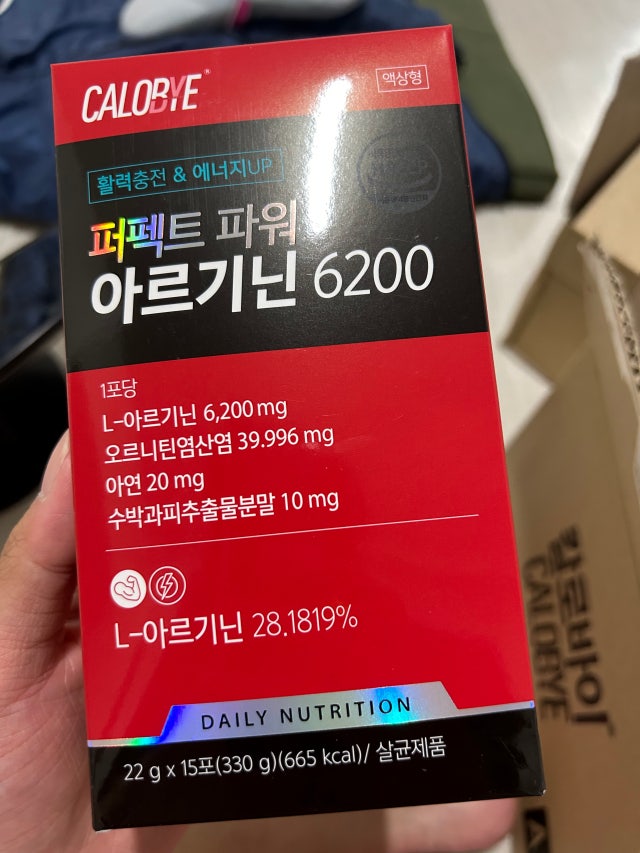 CALOBYE
액상형
활력충전 & 에너지UP
퍼펙트 파워
아르기닌 6200
1포당
L-아르기닌 6,200 mg
오르니틴염산염 39.996 mg
아연 20 mg
수박과피추출물분말 10 mg
L-아르기닌 28.1819%
DAILY NUTRITION
22 g x 15포(330 g)(665 kcal)/ 살균제품
칼로바이
CALOBYE